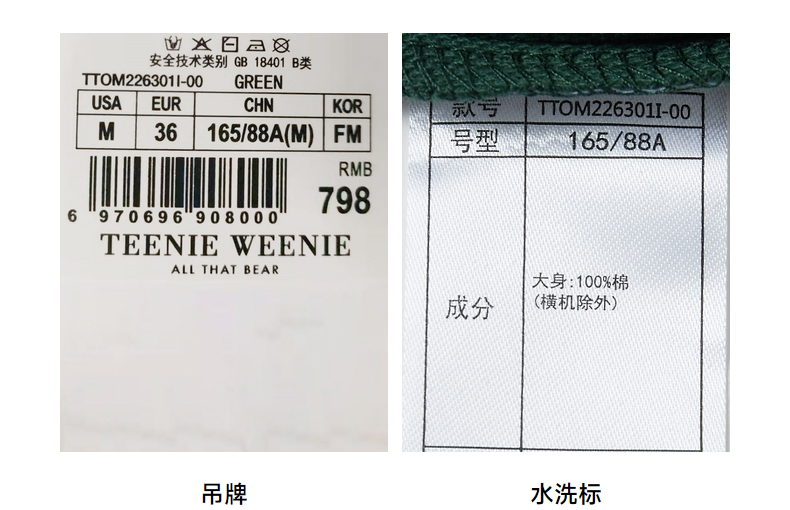 安全技术类别 GB 18401 B类
TTOM226301I-00 GREEN
USA EUR CHN KOR
M 36 165/88A(M) FM
RMB
798
6 970696 908000
TEENIE WEENIE
ALL THAT BEAR
款号 TTOM226301I-00
号型 165/88A
成分 大身:100%棉
(横机除外)
吊牌
水洗标